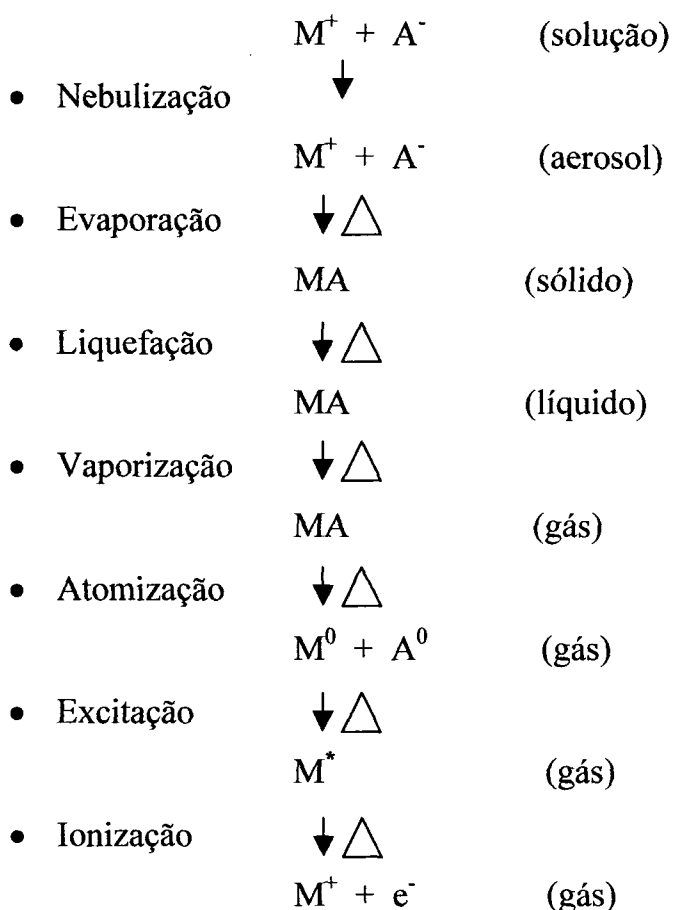 M⁺ + A⁻ (solução)
• Nebulização
M⁺ + A⁻ (aerosol)
• Evaporação
MA (sólido)
• Liquefação
MA (líquido)
• Vaporização
MA (gás)
• Atomização
M⁰ + A⁰ (gás)
• Excitação
M* (gás)
• Ionização
M⁺ + e⁻ (gás)